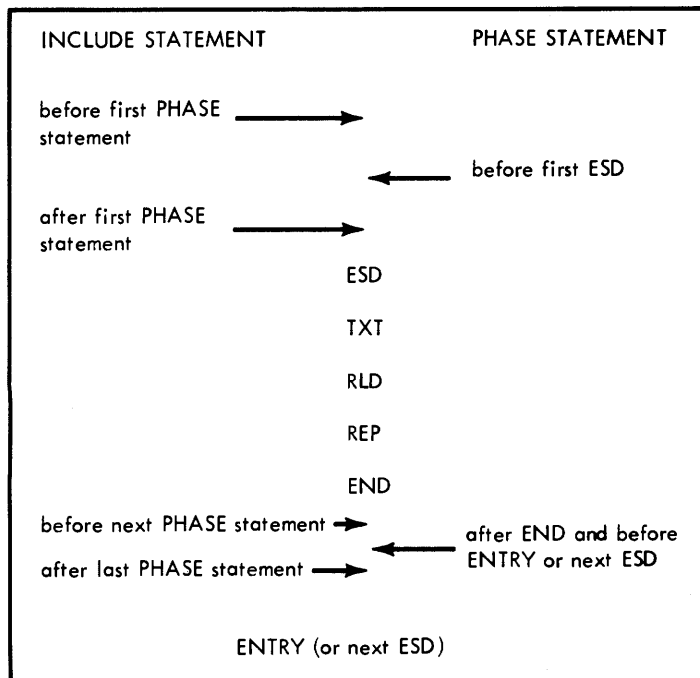 INCLUDE STATEMENT
PHASE STATEMENT
before first PHASE
statement
before first ESD
after first PHASE
statement
ESD
TXT
RLD
REP
END
before next PHASE statement
after END and before
ENTRY or next ESD
after last PHASE statement
ENTRY (or next ESD)